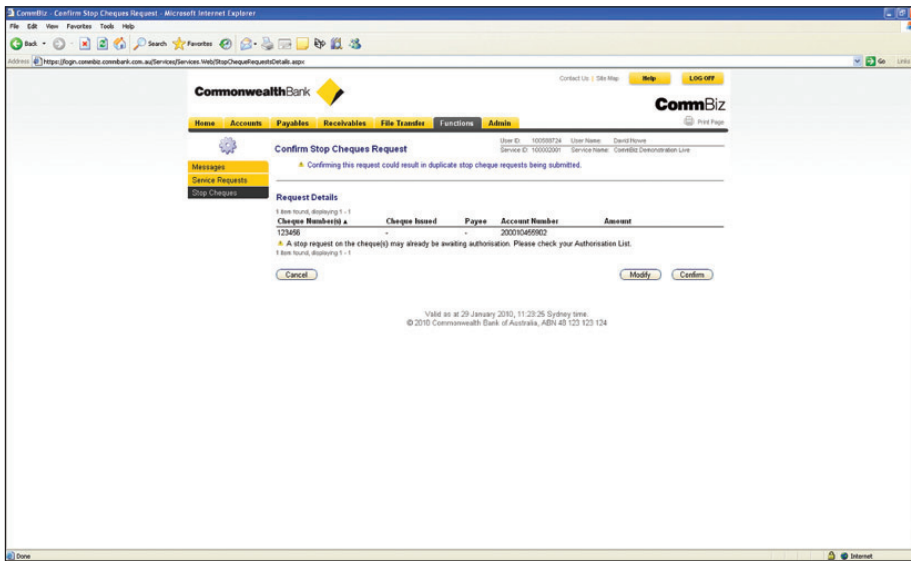 CommBiz - Confirm Stop Cheques Request - Microsoft Internet Explorer
File Edit View Favorites Tools Help
Back Search Favorites
Address https://logn.commbiz.commbank.com.au/Services/Services.Web/StopChequeRequestsDetails.aspx Go Links
Contact Us | Site Map Help LOG OFF
CommonwealthBank
CommBiz
Home Accounts Payables Receivables File Transfer Functions Admin
Print Page
User ID: User Name: David Howe
Service ID: 100002001 Service Name: CommBiz Demonstration Live
Confirm Stop Cheques Request
Confirming this request could result in duplicate stop cheque requests being submitted.
Messages
Service Requests
Stop Cheques
Request Details
1 item found, displaying 1 - 1
Cheque Number(s) ▲ Cheque Issued Payee Account Number Amount
123456 - - 200010455902
A stop request on the cheque(s) may already be awaiting authorisation. Please check your Authorisation List.
1 item found, displaying 1 - 1
Cancel Modify Confirm
Valid as at 29 January 2010, 11:23:25 Sydney time.
© 2010 Commonwealth Bank of Australia, ABN 48 123 123 124
Done Internet